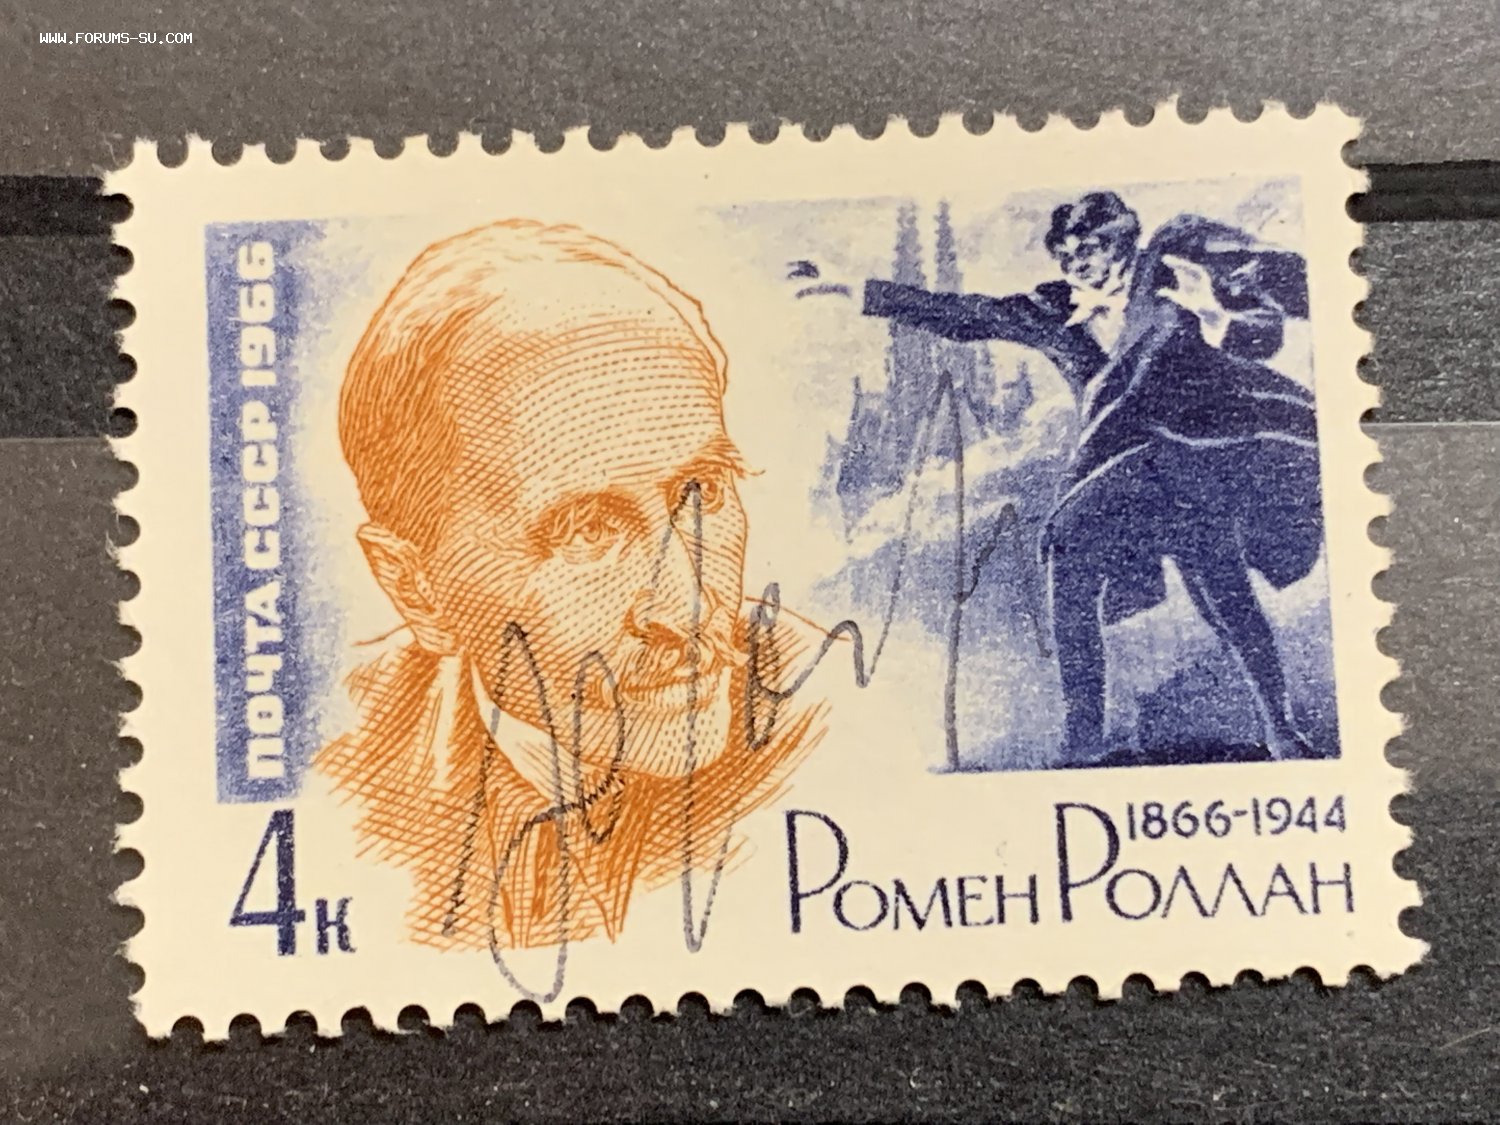 WWW.FORUMS-SU.COM
ПОЧТА СССР 1966
4К
1866-1944
РОМЕН РОЛЛАН